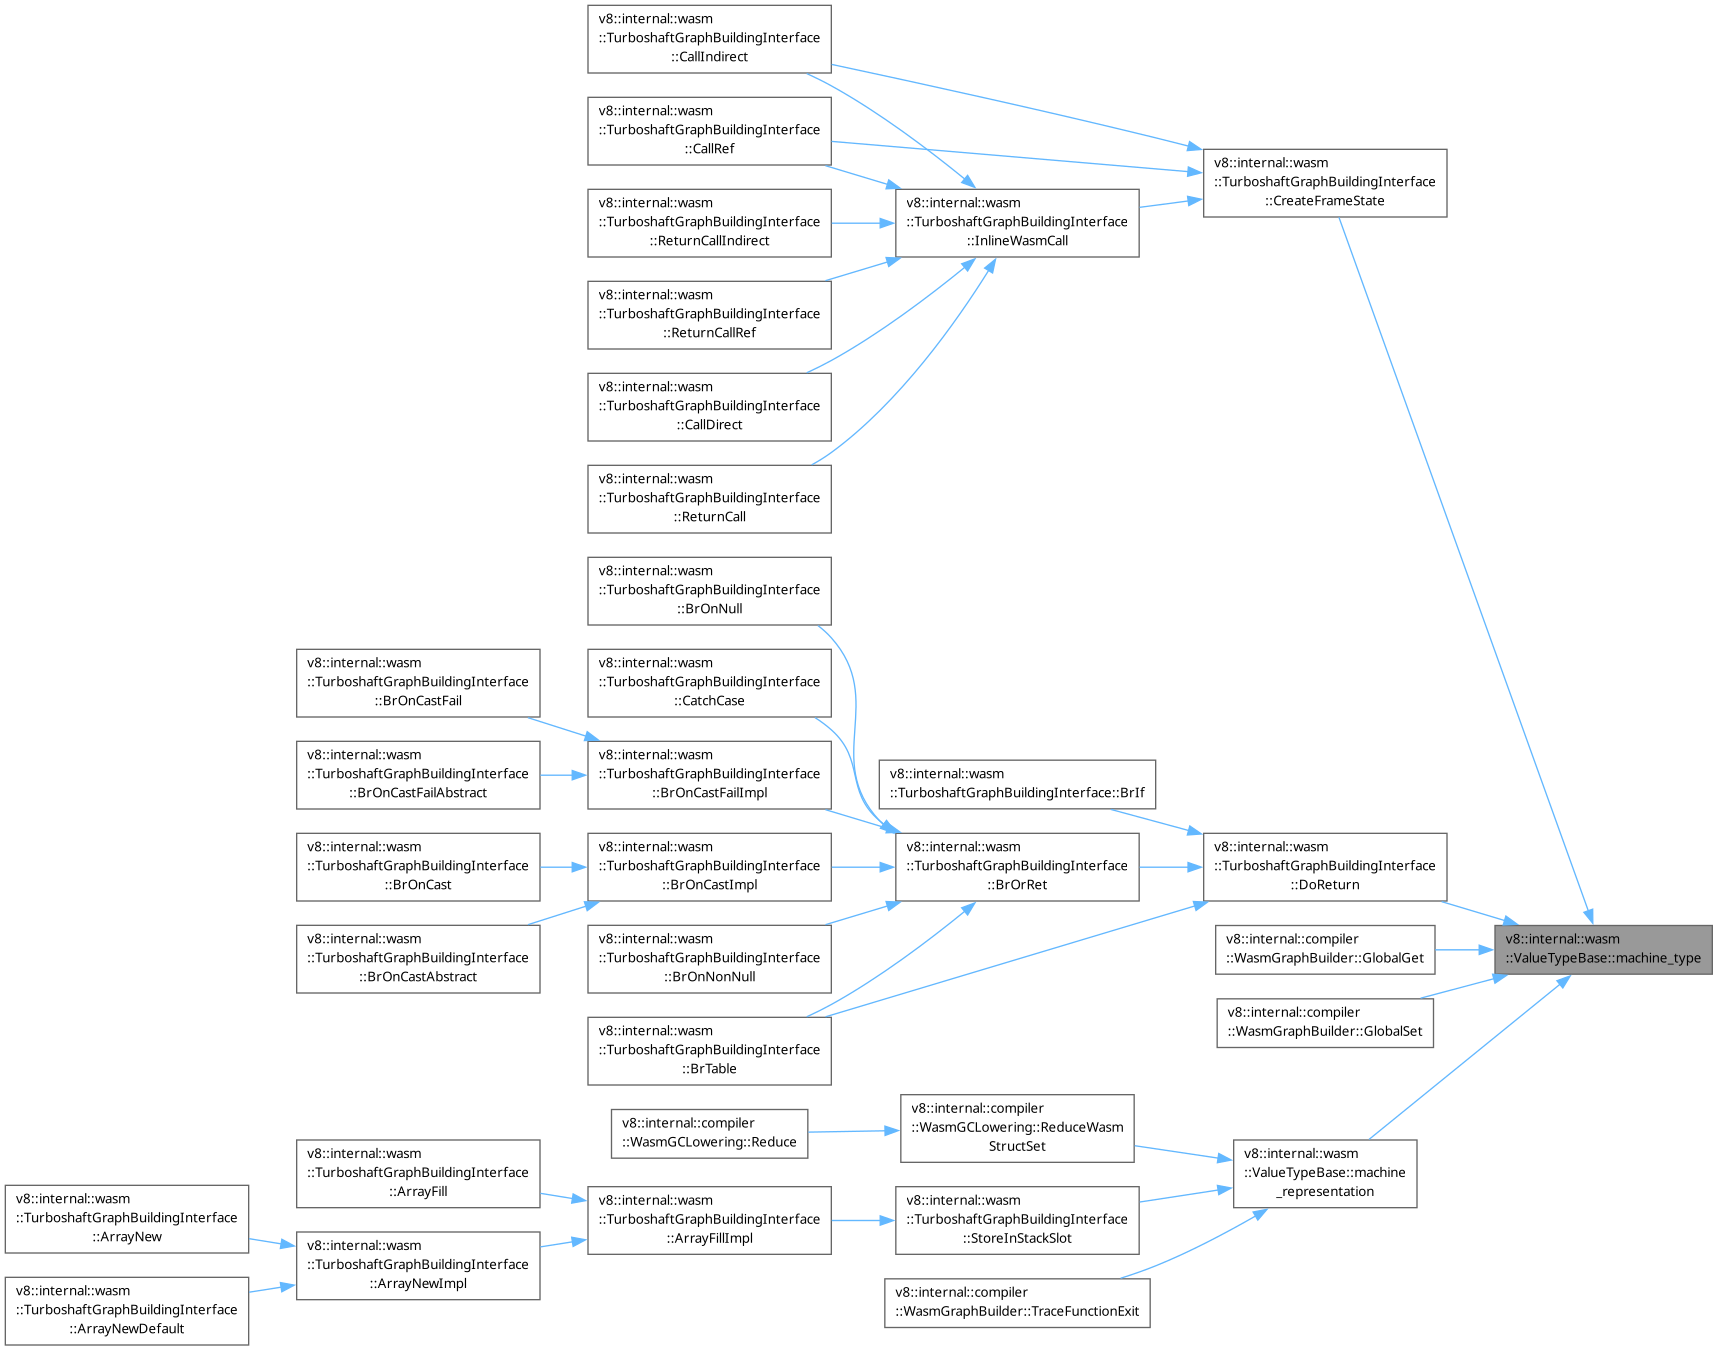 v8::internal::wasm
::TurboshaftGraphBuildingInterface
::CallIndirect
v8::internal::wasm
::TurboshaftGraphBuildingInterface
::CallRef
v8::internal::wasm
::TurboshaftGraphBuildingInterface
::CreateFrameState
v8::internal::wasm
::TurboshaftGraphBuildingInterface
::ReturnCallIndirect
v8::internal::wasm
::TurboshaftGraphBuildingInterface
::InlineWasmCall
v8::internal::wasm
::TurboshaftGraphBuildingInterface
::ReturnCallRef
v8::internal::wasm
::TurboshaftGraphBuildingInterface
::CallDirect
v8::internal::wasm
::TurboshaftGraphBuildingInterface
::ReturnCall
v8::internal::wasm
::TurboshaftGraphBuildingInterface
::BrOnNull
v8::internal::wasm
::TurboshaftGraphBuildingInterface
::BrOnCastFail
v8::internal::wasm
::TurboshaftGraphBuildingInterface
::CatchCase
v8::internal::wasm
::TurboshaftGraphBuildingInterface
::BrOnCastFailAbstract
v8::internal::wasm
::TurboshaftGraphBuildingInterface
::BrOnCastFailImpl
v8::internal::wasm
::TurboshaftGraphBuildingInterface::BrIf
v8::internal::wasm
::TurboshaftGraphBuildingInterface
::BrOnCast
v8::internal::wasm
::TurboshaftGraphBuildingInterface
::BrOnCastImpl
v8::internal::wasm
::TurboshaftGraphBuildingInterface
::BrOrRet
v8::internal::wasm
::TurboshaftGraphBuildingInterface
::DoReturn
v8::internal::wasm
::TurboshaftGraphBuildingInterface
::BrOnCastAbstract
v8::internal::wasm
::TurboshaftGraphBuildingInterface
::BrOnNonNull
v8::internal::compiler
::WasmGraphBuilder::GlobalGet
v8::internal::wasm
::ValueTypeBase::machine_type
v8::internal::compiler
::WasmGraphBuilder::GlobalSet
v8::internal::wasm
::TurboshaftGraphBuildingInterface
::BrTable
v8::internal::compiler
::WasmGCLowering::Reduce
v8::internal::compiler
::WasmGCLowering::ReduceWasm
StructSet
v8::internal::wasm
::ValueTypeBase::machine
_representation
v8::internal::wasm
::TurboshaftGraphBuildingInterface
::ArrayFill
v8::internal::wasm
::TurboshaftGraphBuildingInterface
::ArrayNew
v8::internal::wasm
::TurboshaftGraphBuildingInterface
::ArrayFillImpl
v8::internal::wasm
::TurboshaftGraphBuildingInterface
::StoreInStackSlot
v8::internal::wasm
::TurboshaftGraphBuildingInterface
::ArrayNewImpl
v8::internal::wasm
::TurboshaftGraphBuildingInterface
::ArrayNewDefault
v8::internal::compiler
::WasmGraphBuilder::TraceFunctionExit